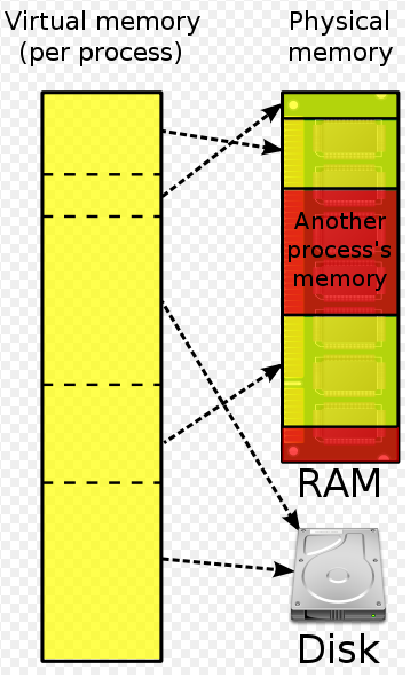 Virtual memory
(per process)
Physical
memory
Another
process's
memory
RAM
Disk